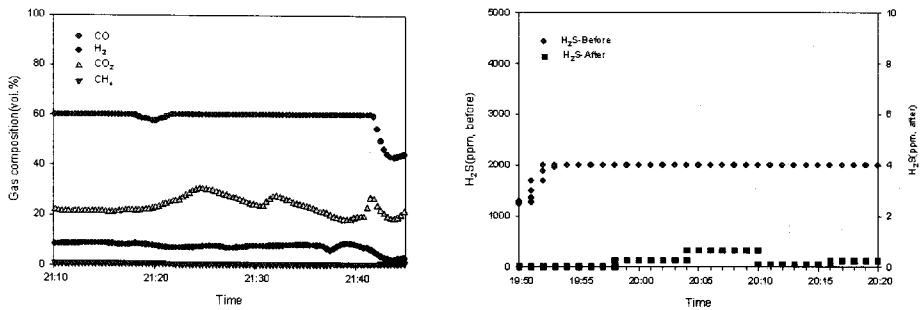 100
80
60
40
20
0
Gas composition(vol.%)
CO
H₂
CO₂
CH₄
21:10
21:20
21:30
21:40
Time
5000
4000
3000
2000
1000
0
H₂S(ppm, before)
H₂S-Before
H₂S-After
10
8
6
4
2
0
H₂S(ppm, after)
19:50
19:55
20:00
20:05
20:10
20:15
20:20
Time